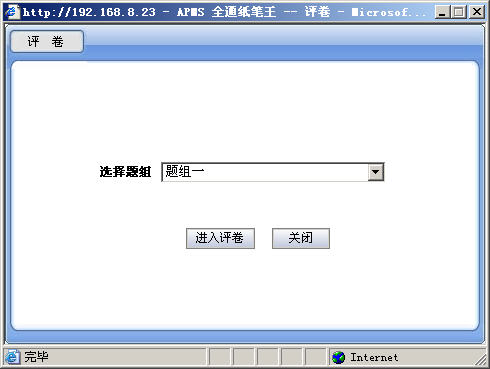 http://192.168.8.23 - APMS 全通纸笔王 -- 评卷 - Microsof...
评 卷
选择题组 题组一
进入评卷 关闭
完毕 Internet